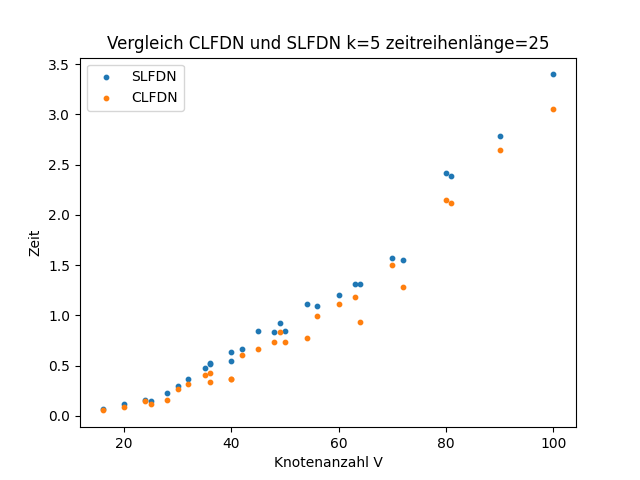 Vergleich CLFDN und SLFDN k=5 zeitreihenlänge=25
SLFDN
CLFDN
3.5
3.0
2.5
2.0
1.5
1.0
0.5
0.0
Zeit
20 40 60 80 100
Knotenanzahl V